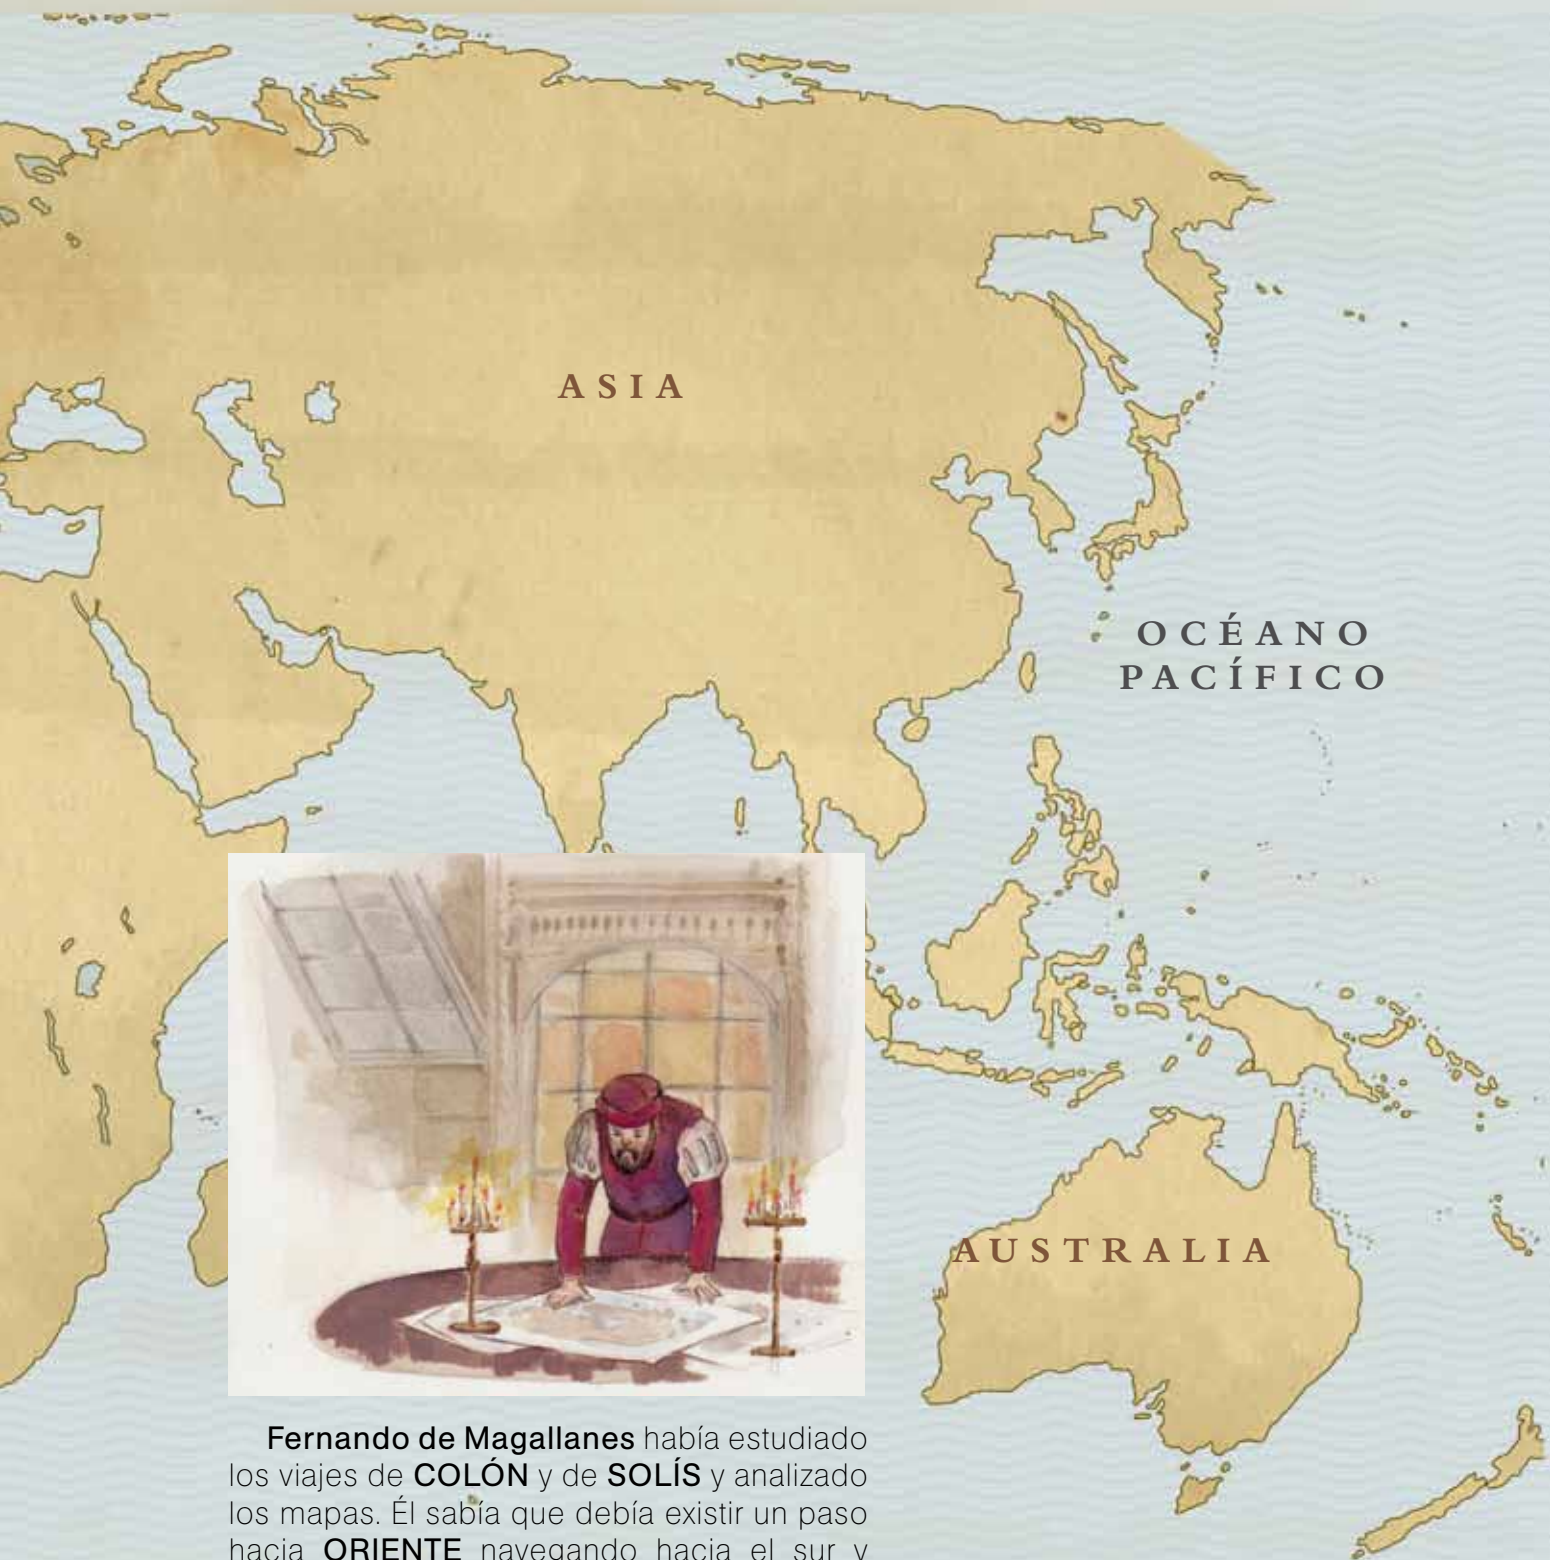 ASIA
OCÉANO
PACÍFICO
AUSTRALIA
Fernando de Magallanes había estudiado
los viajes de COLÓN y de SOLÍS y analizado
los mapas. Él sabía que debía existir un paso
hacia ORIENTE navegando hacia el sur y